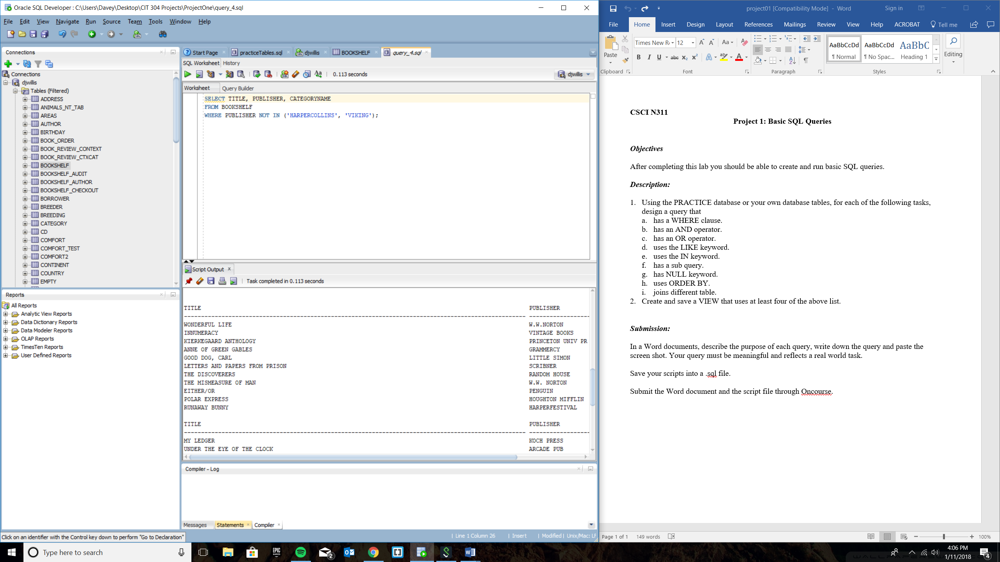 Oracle SQL Developer : C:\Users\Davey\Desktop\CIT 304 Projects\ProjectOne\query_4.sql
File Edit View Navigate Run Source Team Tools Window Help
Connections
Connections
djwillis
Tables (Filtered)
ADDRESS
ANIMALS_NT_TAB
AREAS
AUTHOR
BIRTHDAY
BOOK_ORDER
BOOK_REVIEW_CONTEXT
BOOK_REVIEW_CTXCAT
BOOKSHELF
BOOKSHELF_AUDIT
BOOKSHELF_AUTHOR
BOOKSHELF_CHECKOUT
BORROWER
BREEDER
BREEDING
CATEGORY
CD
COMFORT
COMFORT_TEST
COMFORT2
CONTINENT
COUNTRY
EMPTY
Reports
All Reports
Analytic View Reports
Data Dictionary Reports
Data Modeler Reports
OLAP Reports
TimesTen Reports
User Defined Reports
Start Page practiceTables.sql djwillis BOOKSHELF query_4.sql
SQL Worksheet History
0.113 seconds djwillis
Worksheet Query Builder
SELECT TITLE, PUBLISHER, CATEGORYNAME
FROM BOOKSHELF
WHERE PUBLISHER NOT IN ('HARPERCOLLINS', 'VIKING');
Script Output
Task completed in 0.113 seconds
TITLE PUBLISHER
WONDERFUL LIFE W.W.NORTON
INNUMERACY VINTAGE BOOKS
KIERKEGAARD ANTHOLOGY PRINCETON UNIV PR
ANNE OF GREEN GABLES GRAMMERCY
GOOD DOG, CARL LITTLE SIMON
LETTERS AND PAPERS FROM PRISON SCRIBNER
THE DISCOVERERS RANDOM HOUSE
THE MISMEASURE OF MAN W.W. NORTON
EITHER/OR PENGUIN
POLAR EXPRESS HOUGHTON MIFFLIN
RUNAWAY BUNNY HARPERFESTIVAL
TITLE PUBLISHER
MY LEDGER KOCH PRESS
UNDER THE EYE OF THE CLOCK ARCADE PUB
Compiler - Log
Messages Statements Compiler
Click on an identifier with the Control key down to perform "Go to Declaration"
Line 1 Column 26 Insert Modified Unix/Mac: LF
project01 [Compatibility Mode] - Word Sign in
File Home Insert Design Layout References Mailings Review View Help ACROBAT Tell me
Paste Times New R 12 Aa
B I U abc X2 X2 A ab A
AaBbCcDd AaBbCcDd AaBbC
¶ Normal ¶ No Spac... Heading 1
Editing
Clipboard Font Paragraph Styles
CSCI N311
Project 1: Basic SQL Queries
Objectives
After completing this lab you should be able to create and run basic SQL queries.
Description:
1. Using the PRACTICE database or your own database tables, for each of the following tasks,
design a query that
a. has a WHERE clause.
b. has an AND operator.
c. has an OR operator.
d. uses the LIKE keyword.
e. uses the IN keyword.
f. has a sub query.
g. has NULL keyword.
h. uses ORDER BY.
i. joins different table.
2. Create and save a VIEW that uses at least four of the above list.
Submission:
In a Word documents, describe the purpose of each query, write down the query and paste the
screen shot. Your query must be meaningful and reflects a real world task.
Save your scripts into a .sql file.
Submit the Word document and the script file through Oncourse.
Page 1 of 1 149 words 100%
Type here to search
EPIC GAMES
2
4:06 PM
1/11/2018
4